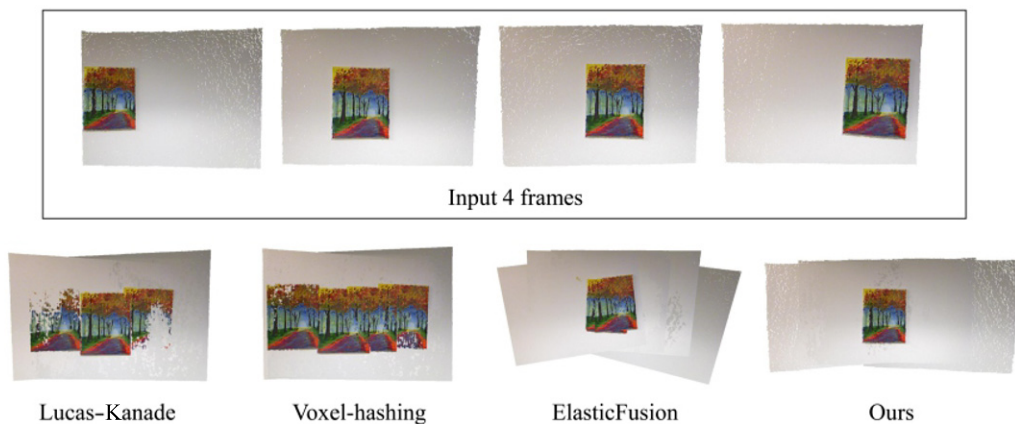 Input 4 frames
Lucas–Kanade
Voxel-hashing
ElasticFusion
Ours